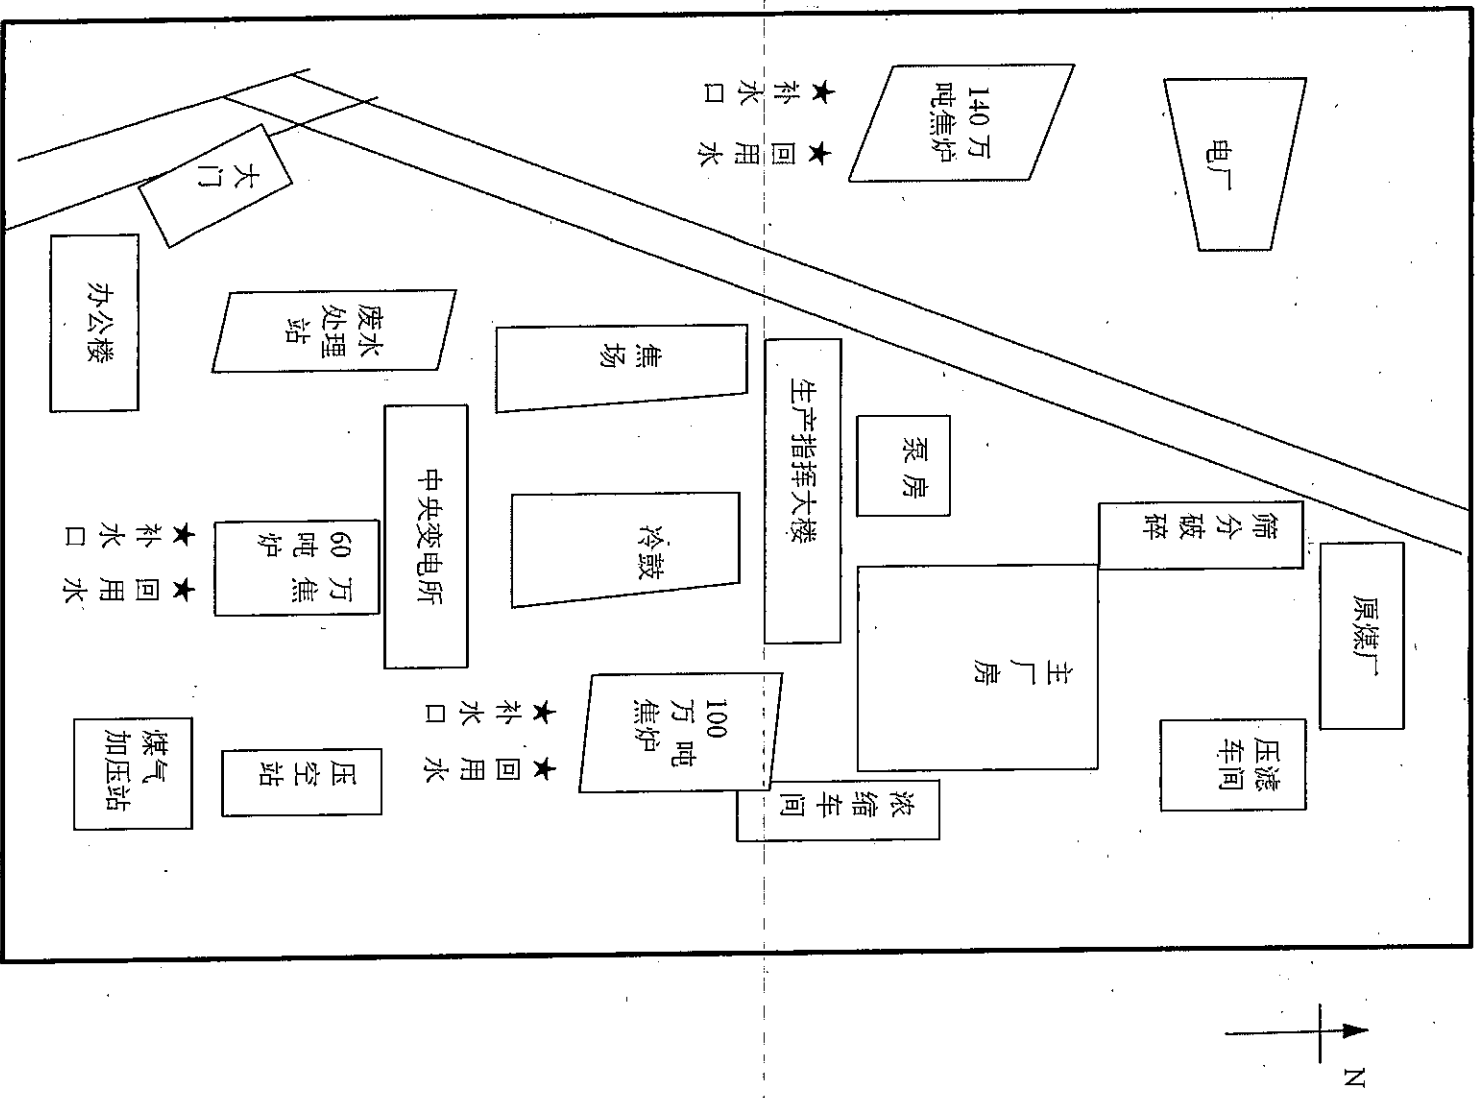 N
电厂
原煤厂
筛分破碎
压滤
车间
140万
吨焦炉
★补水口
★回用水
泵房
主厂房
浓缩车间
生产指挥大楼
焦场
冷鼓
100
万吨
焦炉
★补水口
★回用水
中央变电所
废水
处理
站
60万
吨焦
炉
★补水口
★回用水
压空站
大门
办公楼
煤气
加压站